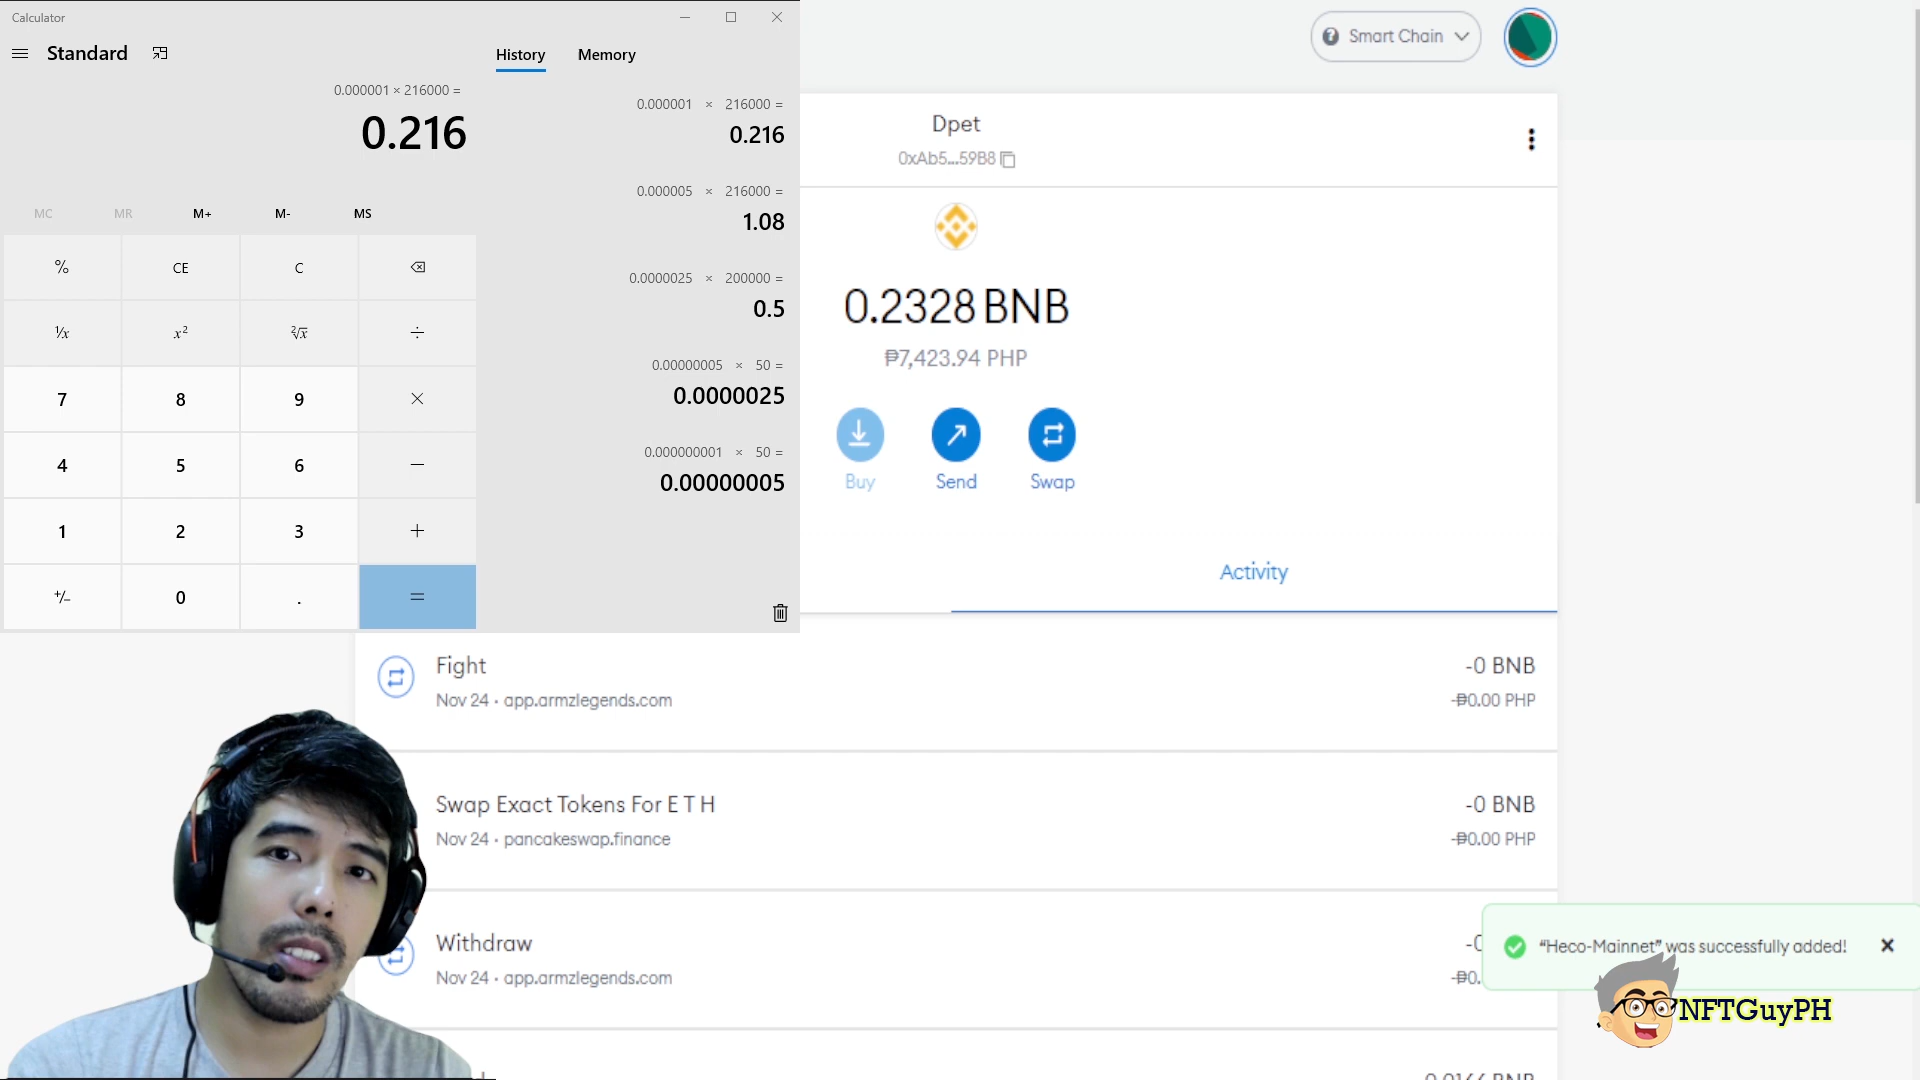 Calculator
Standard
0.000001 × 216000 =
0.216
MC MR M+ M- MS
% CE C
¹/x x² ²√x ÷
7 8 9 ×
4 5 6 −
1 2 3 +
+/− 0 . =
History Memory
0.000001 × 216000 =
0.216
0.000005 × 216000 =
1.08
0.0000025 × 200000 =
0.5
0.00000005 × 50 =
0.0000025
0.000000001 × 50 =
0.00000005
Smart Chain
Dpet
0xAb5...59B8
0.2328 BNB
₱7,423.94 PHP
Buy Send Swap
Activity
Fight -0 BNB
Nov 24 · app.armzlegends.com -₱0.00 PHP
Swap Exact Tokens For E T H -0 BNB
Nov 24 · pancakeswap.finance -₱0.00 PHP
Withdraw
Nov 24 · app.armzlegends.com
"Heco-Mainnet" was successfully added!
NFTGuyPH